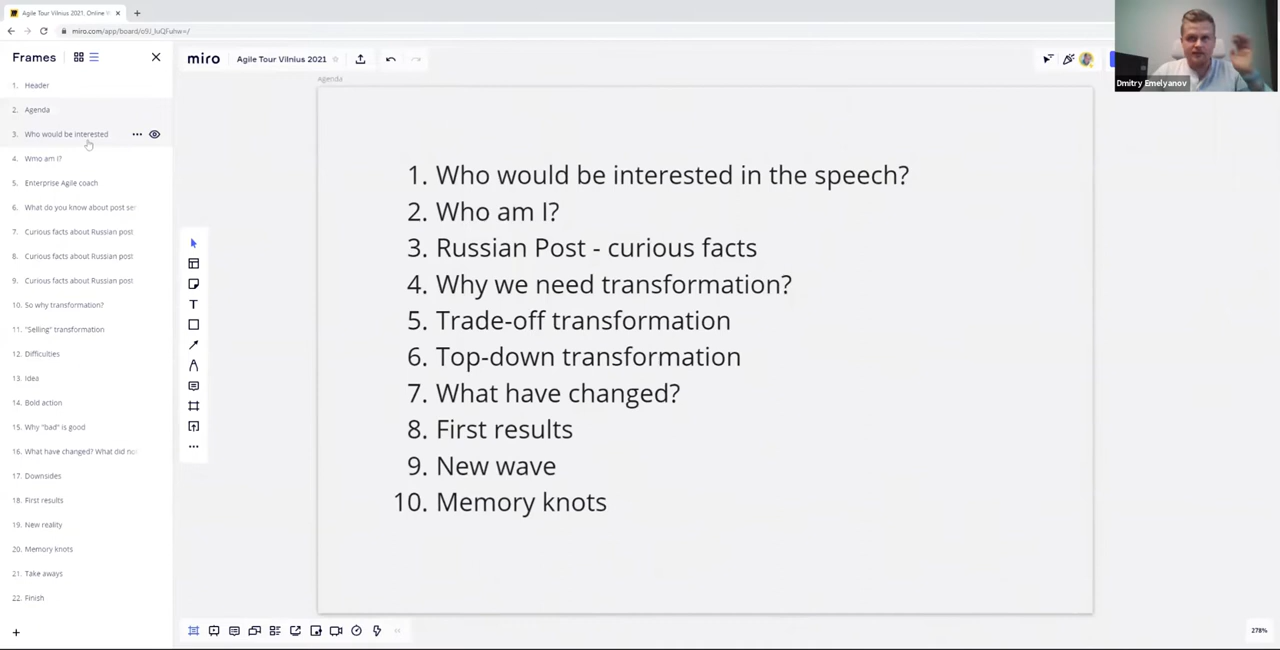 Agile Tour Vilnius 2021. Online
miro.com/app/board/o9J_luQFuhw=/
Frames
miro
Agile Tour Vilnius 2021
Dmitry Emelyanov
Agenda
1. Header
2. Agenda
3. Who would be interested
4. Wmo am I?
5. Enterprise Agile coach
6. What do you know about post ser
7. Curious facts about Russian post
8. Curious facts about Russian post
9. Curious facts about Russian post
10. So why transformation?
11. "Selling" transformation
12. Difficulties
13. Idea
14. Bold action
15. Why "bad" is good
16. What have changed? What did no
17. Downsides
18. First results
19. New reality
20. Memory knots
21. Take aways
22. Finish
1. Who would be interested in the speech?
2. Who am I?
3. Russian Post - curious facts
4. Why we need transformation?
5. Trade-off transformation
6. Top-down transformation
7. What have changed?
8. First results
9. New wave
10. Memory knots
278%